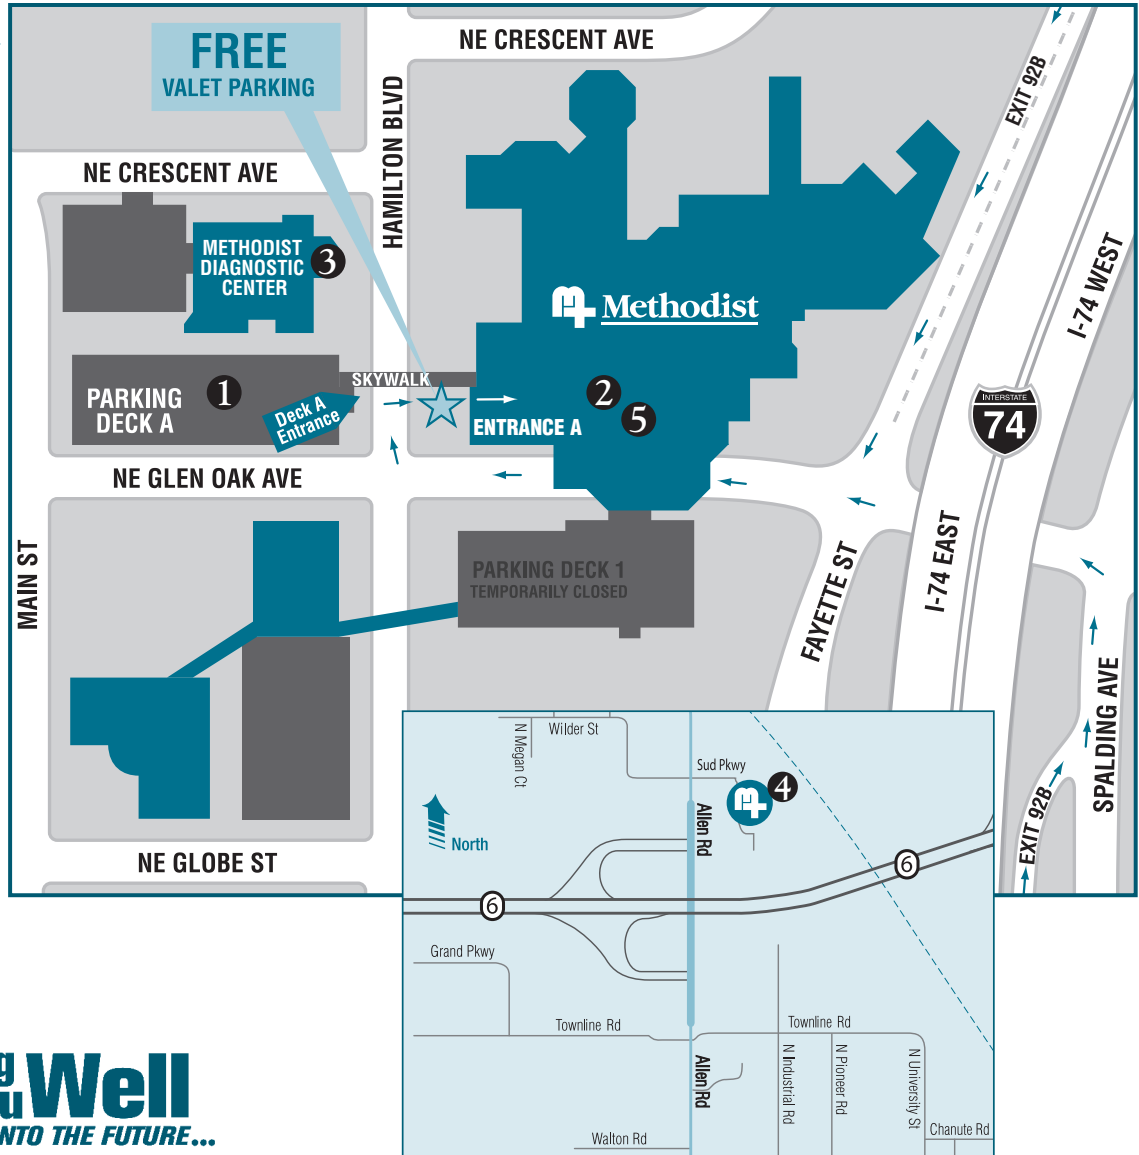 NE CRESCENT AVE
FREE
VALET PARKING
HAMILTON BLVD
EXIT 92B
NE CRESCENT AVE
METHODIST
DIAGNOSTIC
CENTER
3
I-74 WEST
Methodist
SKYWALK
PARKING
DECK A
1
Deck A
Entrance
2
5
ENTRANCE A
INTERSTATE
74
NE GLEN OAK AVE
MAIN ST
PARKING DECK 1
TEMPORARILY CLOSED
FAYETTE ST
I-74 EAST
SPALDING AVE
EXIT 92B
NE GLOBE ST
N Megan Ct
Wilder St
Sud Pkwy
4
Allen Rd
North
6
6
Grand Pkwy
Townline Rd
Townline Rd
Allen Rd
N Industrial Rd
N Pioneer Rd
N University St
Chanute Rd
Walton Rd
g
u Well
NTO THE FUTURE...